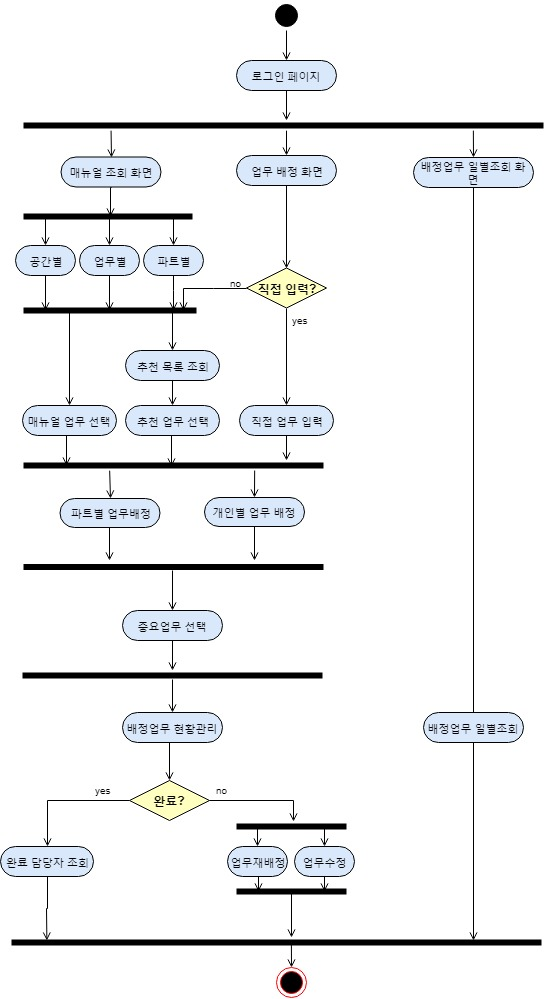 로그인 페이지
매뉴얼 조회 화면
업무 배정 화면
배정업무 일별조회 화
면
공간별
업무별
파트별
no
직접 입력?
yes
추천 목록 조회
매뉴얼 업무 선택
추천 업무 선택
직접 업무 입력
파트별 업무배정
개인별 업무 배정
중요업무 선택
배정업무 현황관리
배정업무 일별조회
yes
완료?
no
완료 담당자 조회
업무재배정
업무수정